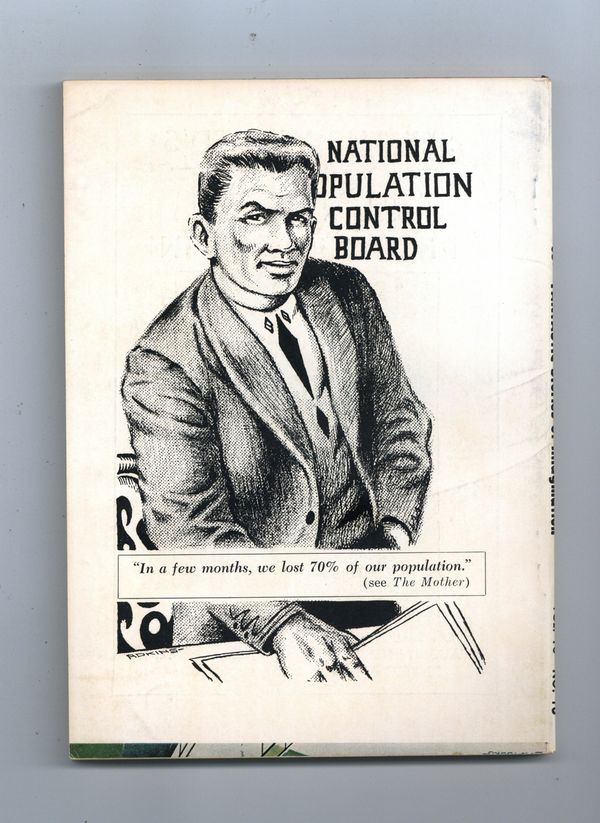 NATIONAL
OPULATION
CONTROL
BOARD
“In a few months, we lost 70% of our population.”
(see The Mother)
ADKINS